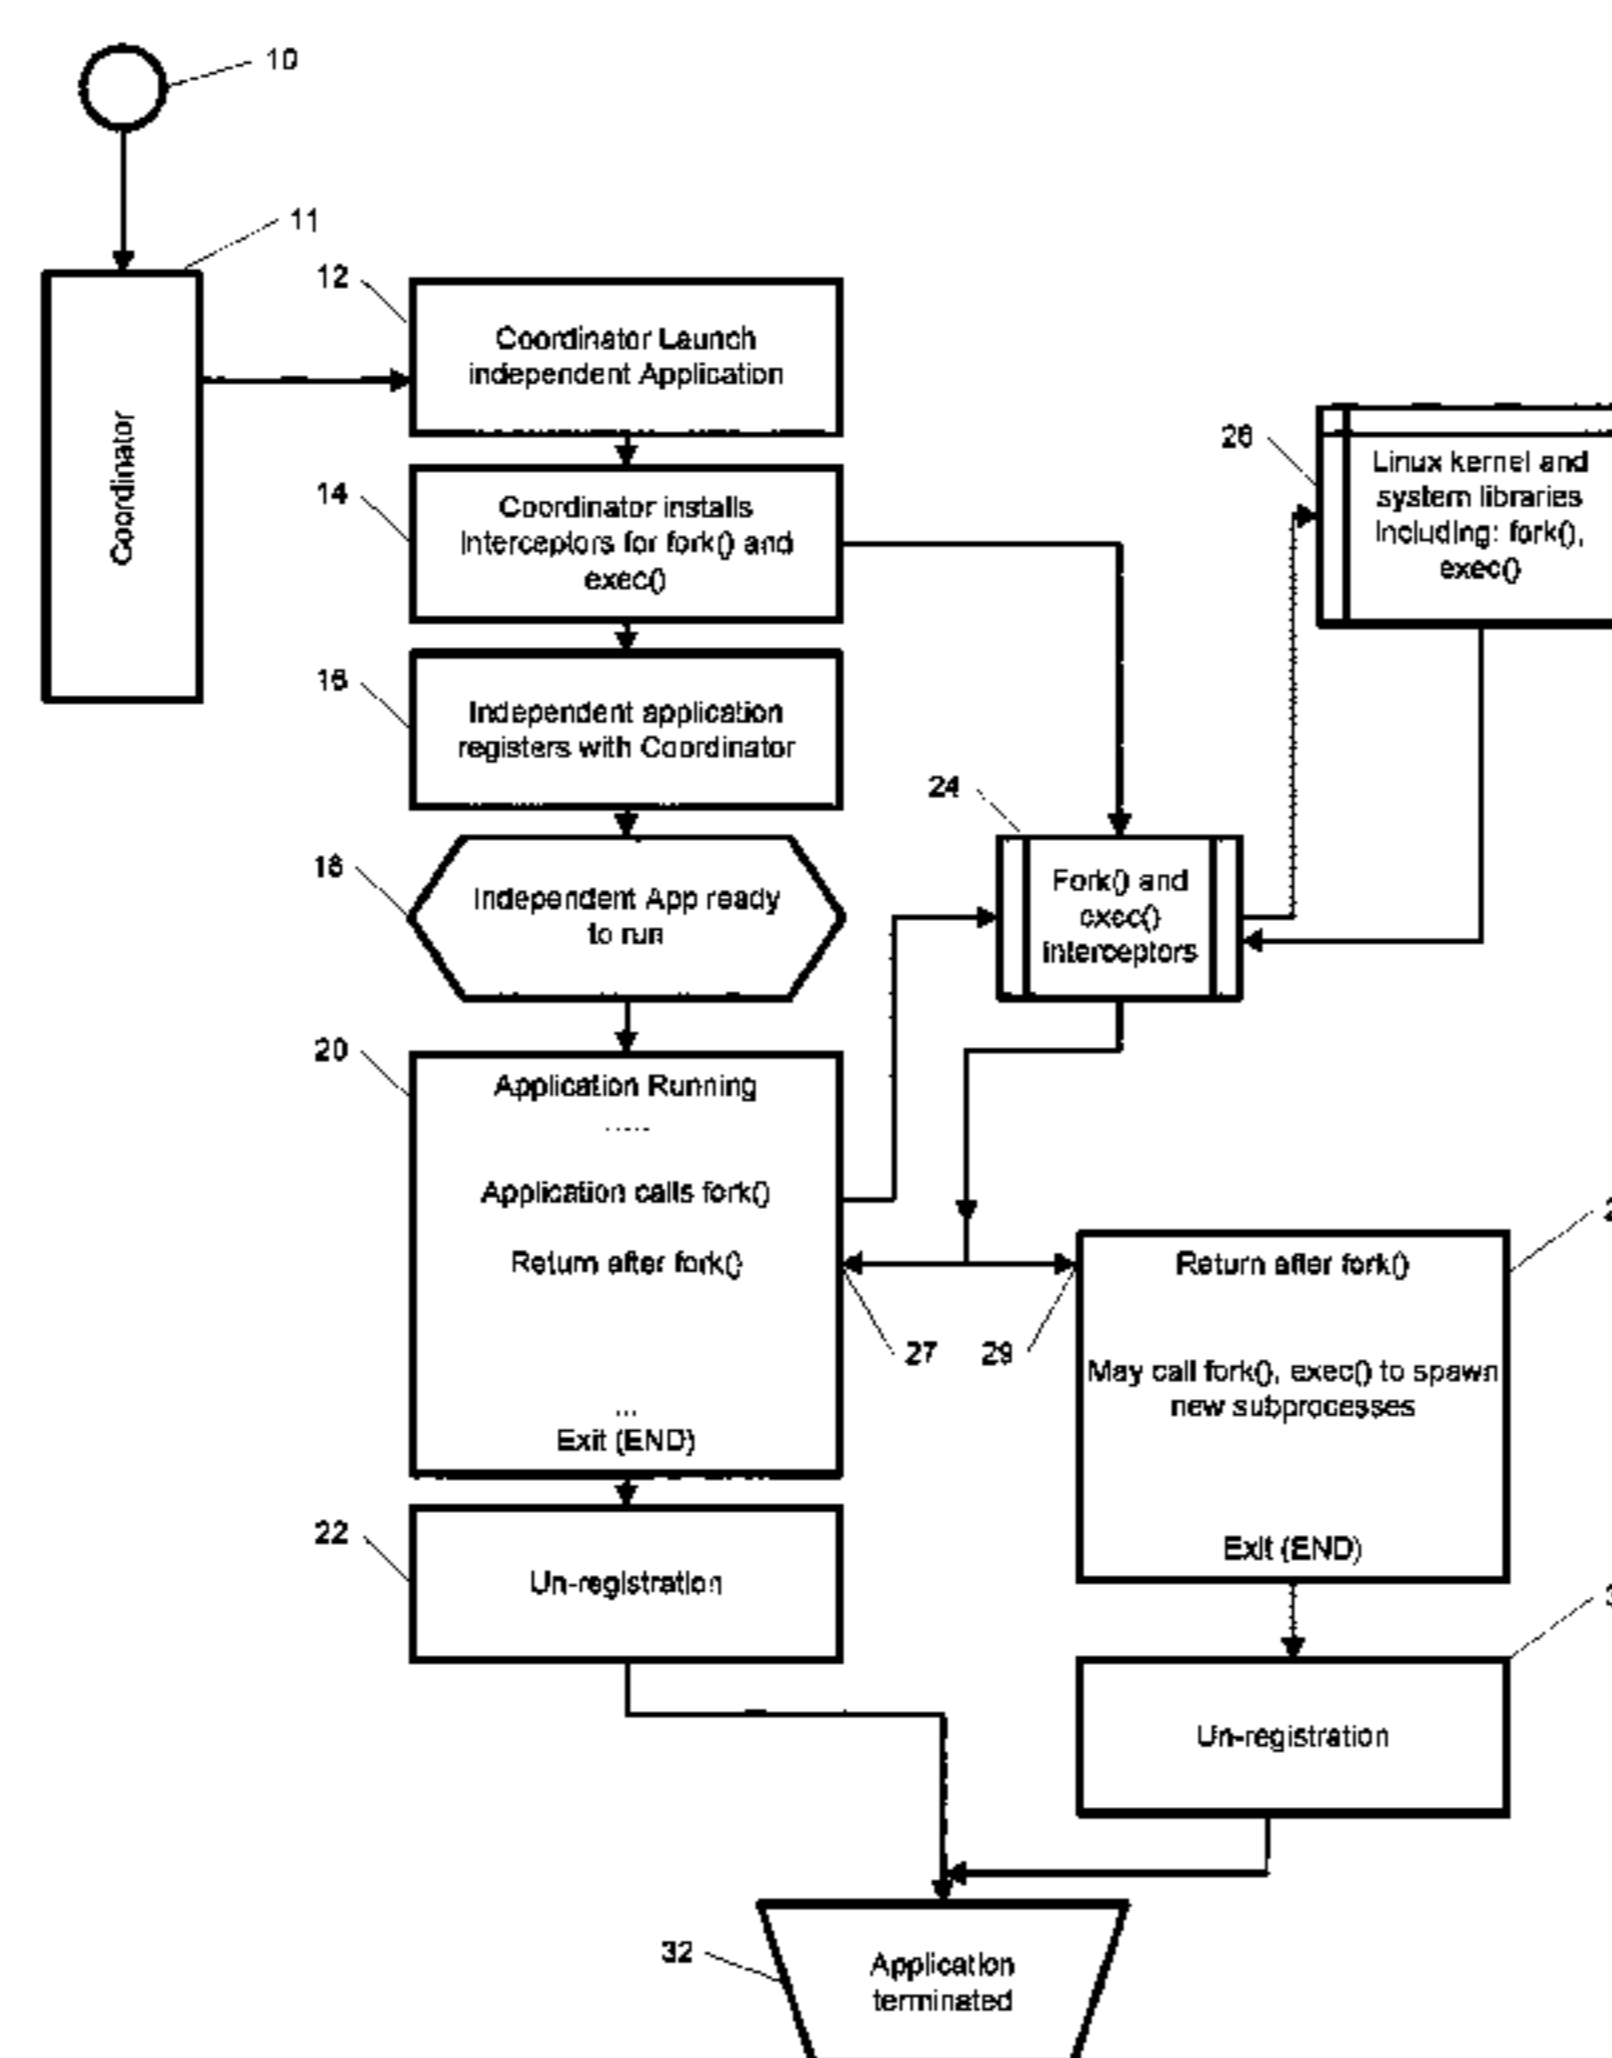 10
11
12
Coordinator Launch
independent Application
Coordinator
14
Coordinator installs
interceptors for fork() and
exec()
26
Linux kernel and
system libraries
including: fork(),
exec()
Independent application
registers with Coordinator
24
Fork() and
exec()
interceptors
18
Independent App ready
to run
20
Application Running
.....
Application calls fork()
Return after fork()
...
Exit (END)
27
29
Return after fork()
May call fork(), exec() to spawn
new subprocesses
Exit (END)
22
Un-registration
Un-registration
32
Application
terminated